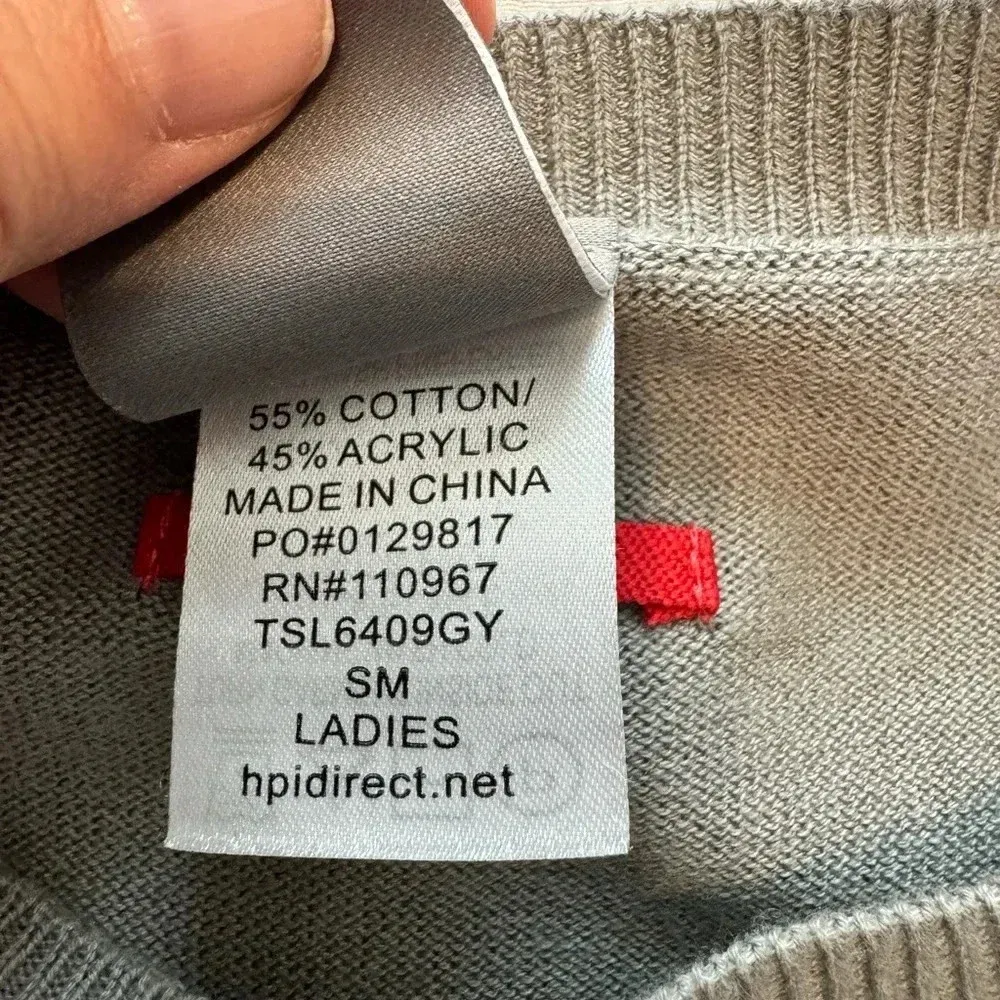 55% COTTON/
45% ACRYLIC
MADE IN CHINA
PO#0129817
RN#110967
TSL6409GY
SM
LADIES
hpidirect.net